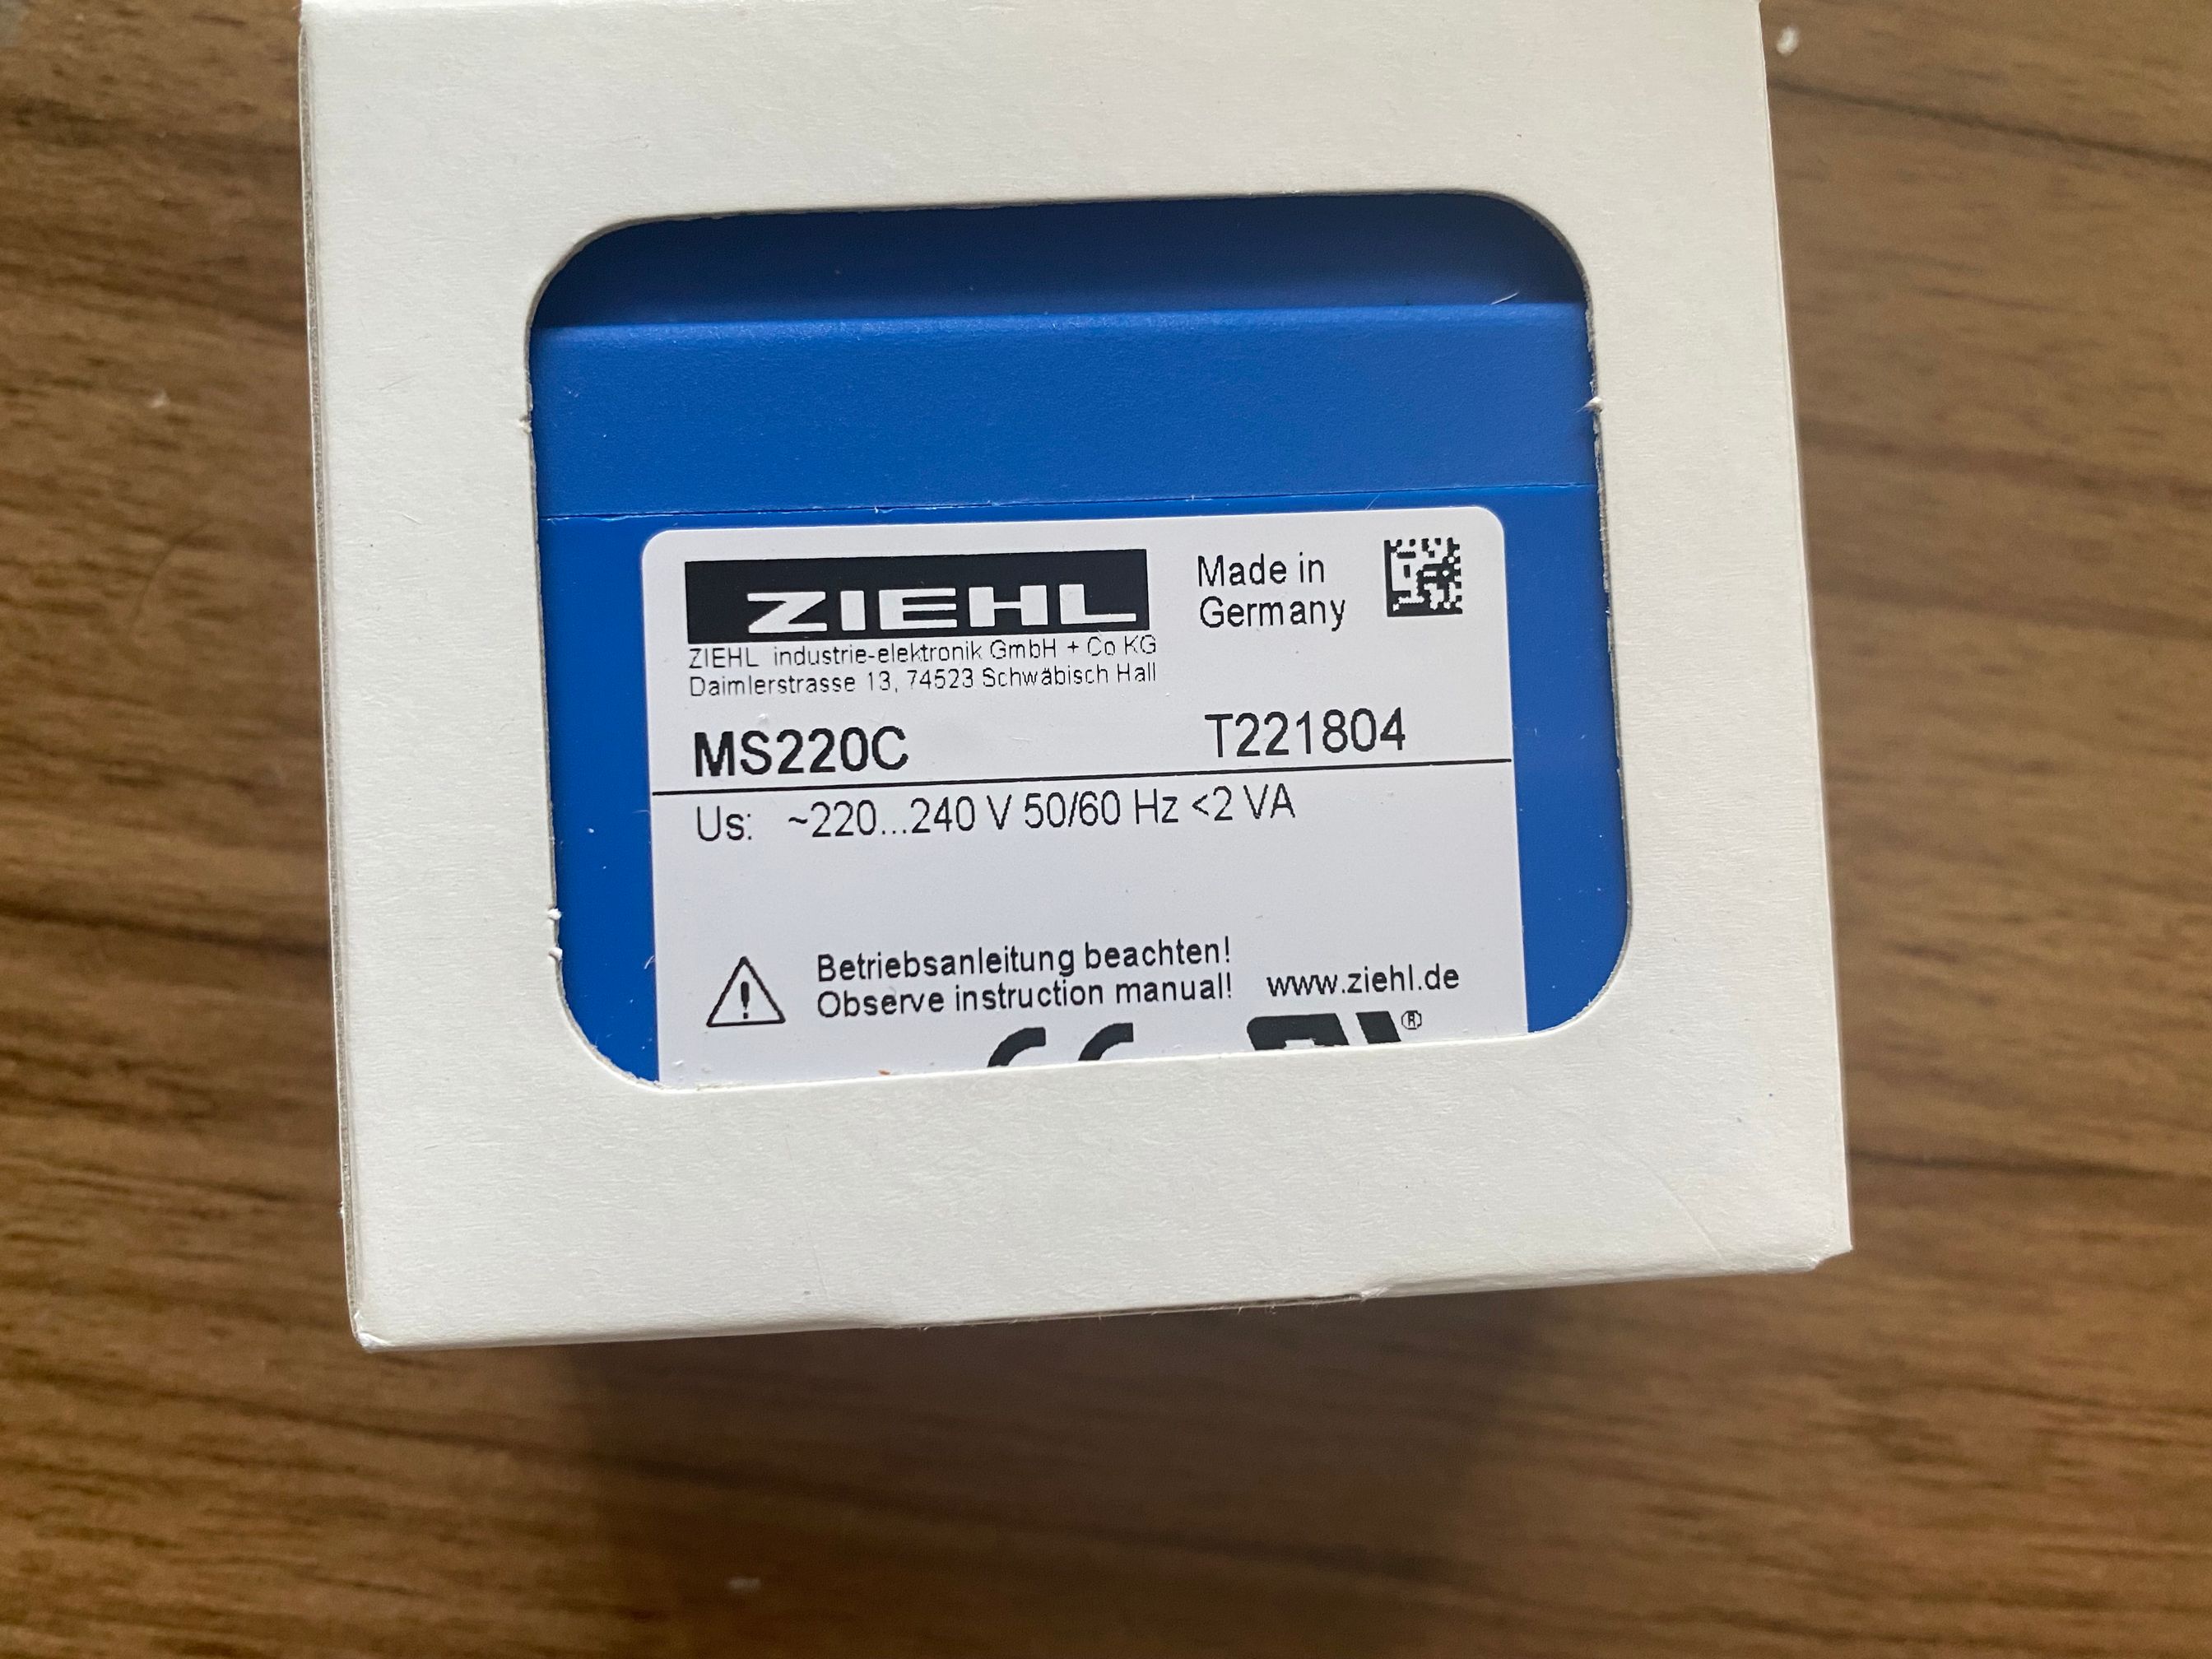 ZIEHL
Made in
Germany
ZIEHL industrie-elektronik GmbH + Co KG
Daimlerstrasse 13, 74523 Schwäbisch Hall
MS220C T221804
Us: ~220...240 V 50/60 Hz <2 VA
Betriebsanleitung beachten!
Observe instruction manual! www.ziehl.de